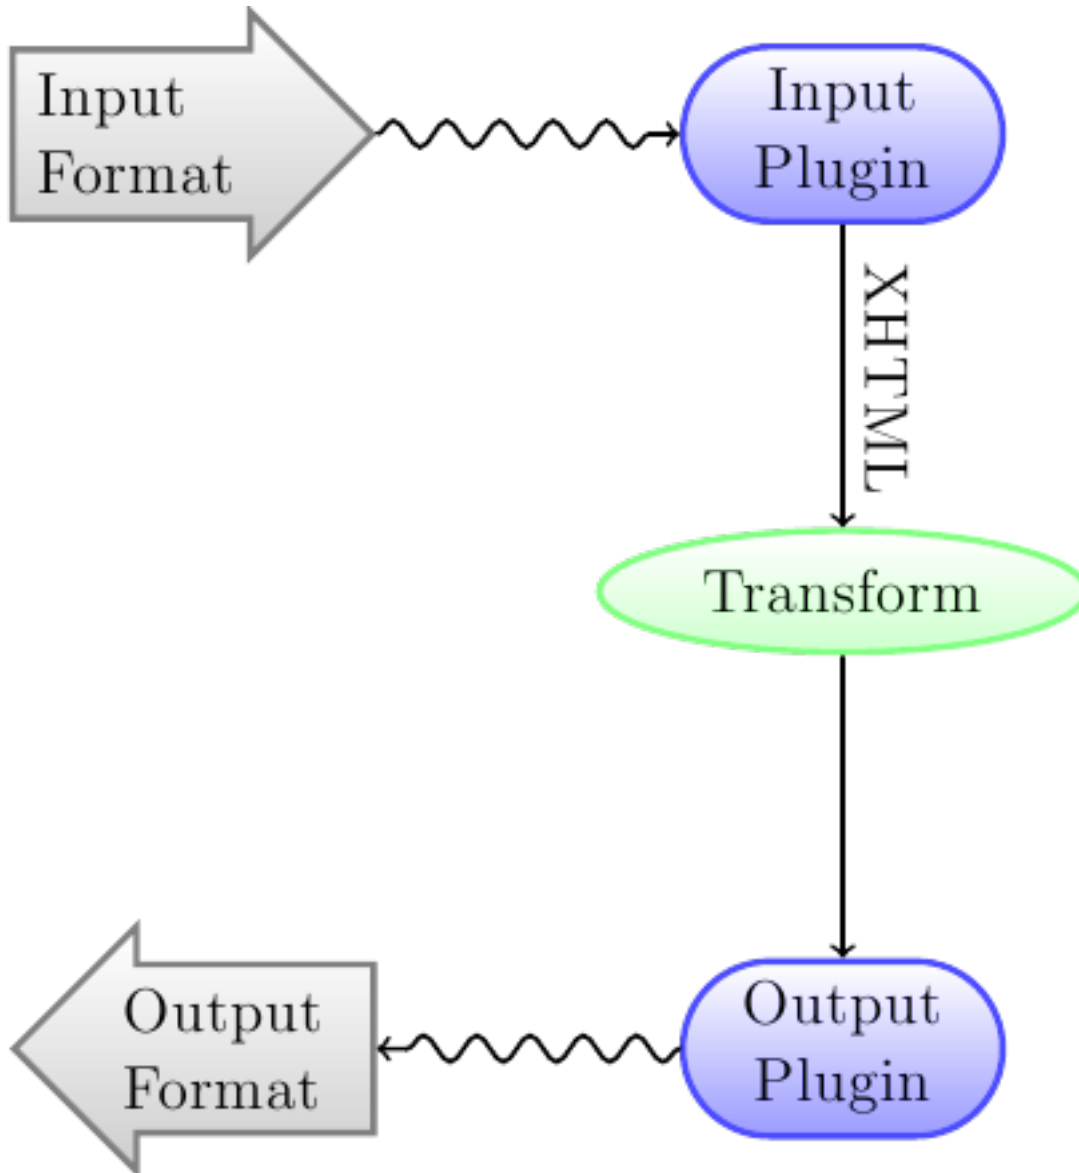 Input
Format
Input
Plugin
XHTML
Transform
Output
Format
Output
Plugin